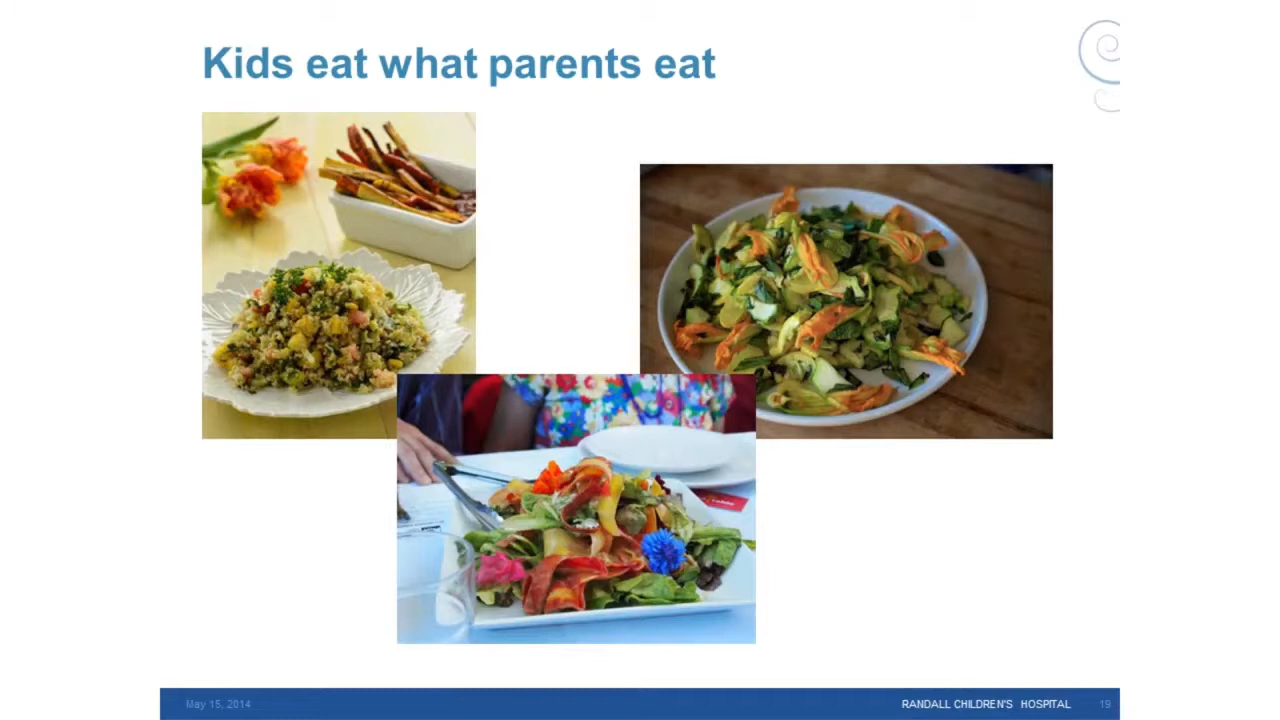 Kids eat what parents eat
May 15, 2014
RANDALL CHILDREN'S HOSPITAL
19